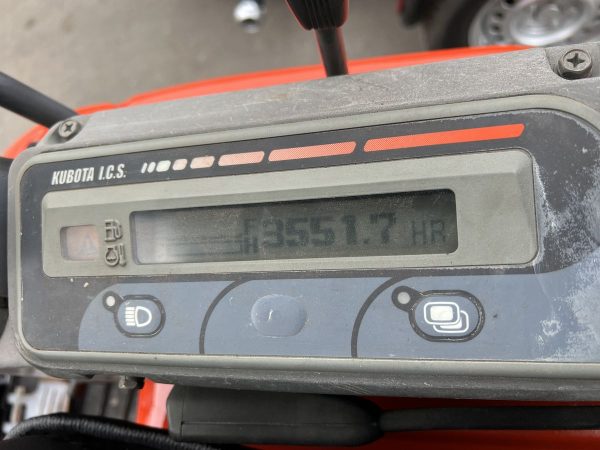 KUBOTA I.C.S.
3551.7 HR